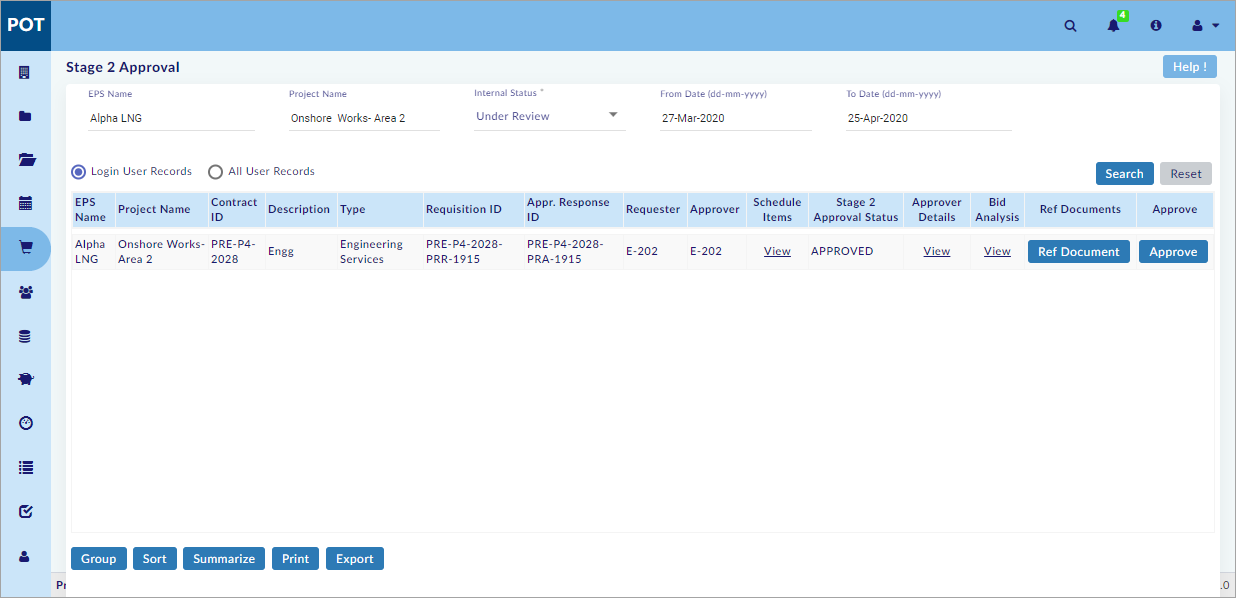 POT
4
Stage 2 Approval
Help !
EPS Name
Project Name
Internal Status *
From Date (dd-mm-yyyy)
To Date (dd-mm-yyyy)
Alpha LNG
Onshore  Works- Area 2
Under Review
27-Mar-2020
25-Apr-2020
Login User Records
All User Records
Search
Reset
EPS
Name
Project Name
Contract
ID
Description
Type
Requisition ID
Appr. Response
ID
Requester
Approver
Schedule
Items
Stage 2
Approval Status
Approver
Details
Bid
Analysis
Ref Documents
Approve
Alpha
LNG
Onshore Works-
Area 2
PRE-P4-
2028
Engg
Engineering
Services
PRE-P4-2028-
PRR-1915
PRE-P4-2028-
PRA-1915
E-202
E-202
View
APPROVED
View
View
Ref Document
Approve
Group
Sort
Summarize
Print
Export